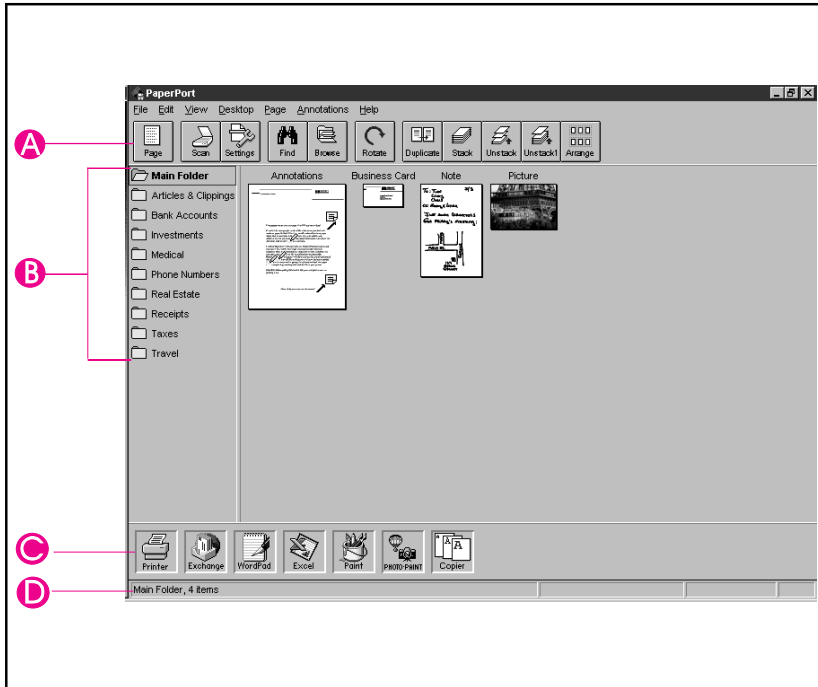 PaperPort
File Edit View Desktop Page Annotations Help
A
Page Scan Settings Find Browse Rotate Duplicate Stack Unstack Unstack1 Arrange
B
Main Folder
Articles & Clippings
Bank Accounts
Investments
Medical
Phone Numbers
Real Estate
Receipts
Taxes
Travel
Annotations Business Card Note Picture
To: Tim
C
Printer Exchange WordPad Excel Paint PHOTO-PAINT Copier
D
Main Folder, 4 items